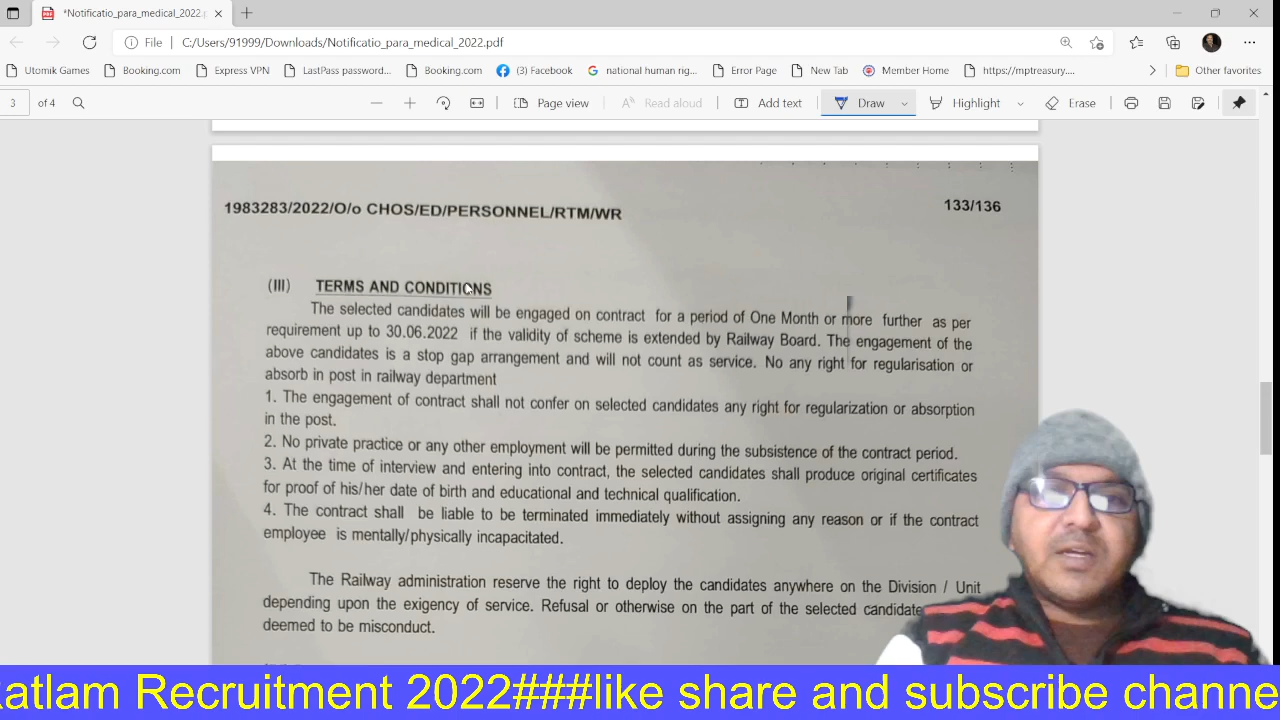 *Notificatio_para_medical_2022.p
File
C:/Users/91999/Downloads/Notificatio_para_medical_2022.pdf
Utomik Games
Booking.com
Express VPN
LastPass password...
Booking.com
(3) Facebook
national human rig...
Error Page
New Tab
Member Home
https://mptreasury....
Other favorites
3 of 4
Page view
Read aloud
Add text
Draw
Highlight
Erase
1983283/2022/O/o CHOS/ED/PERSONNEL/RTM/WR
133/136
(III) TERMS AND CONDITIONS
The selected candidates will be engaged on contract for a period of One Month or more further as per
requirement up to 30.06.2022 if the validity of scheme is extended by Railway Board. The engagement of the
above candidates is a stop gap arrangement and will not count as service. No any right for regularisation or
absorb in post in railway department
1. The engagement of contract shall not confer on selected candidates any right for regularization or absorption
in the post.
2. No private practice or any other employment will be permitted during the subsistence of the contract period.
3. At the time of interview and entering into contract, the selected candidates shall produce original certificates
for proof of his/her date of birth and educational and technical qualification.
4. The contract shall be liable to be terminated immediately without assigning any reason or if the contract
employee is mentally/physically incapacitated.
The Railway administration reserve the right to deploy the candidates anywhere on the Division / Unit
depending upon the exigency of service. Refusal or otherwise on the part of the selected candidate
deemed to be misconduct.
atlam Recruitment 2022###like share and subscribe channe